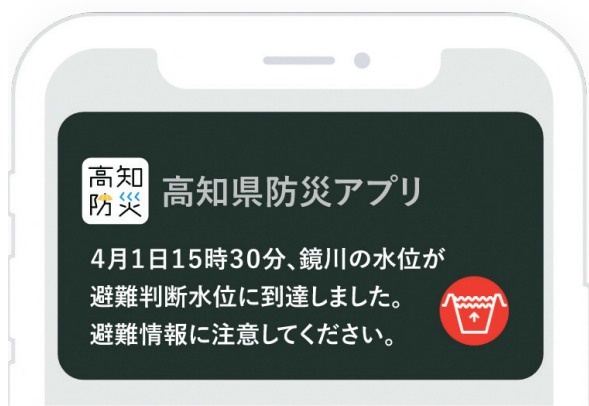 高知
防災
高知県防災アプリ
4月1日15時30分、鏡川の水位が
避難判断水位に到達しました。
避難情報に注意してください。